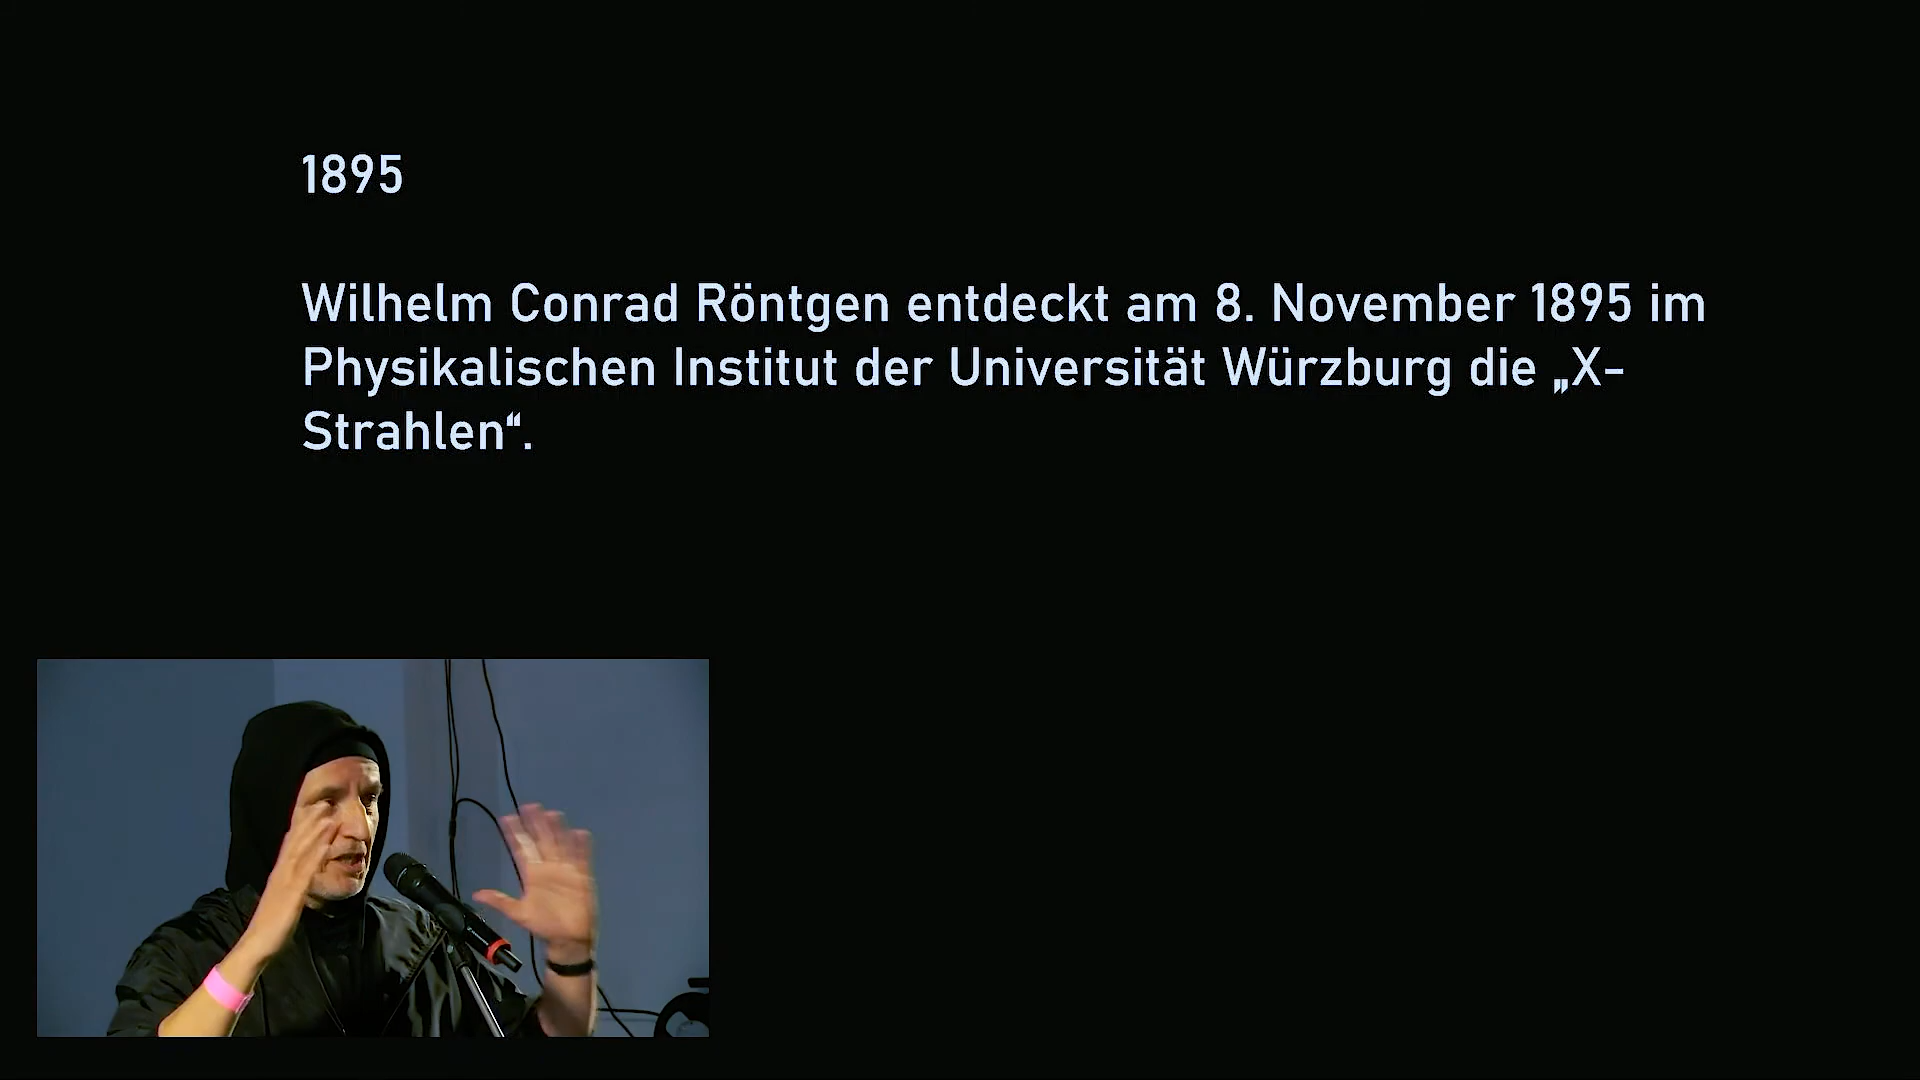 1895
Wilhelm Conrad Röntgen entdeckt am 8. November 1895 im
Physikalischen Institut der Universität Würzburg die „X-
Strahlen“.